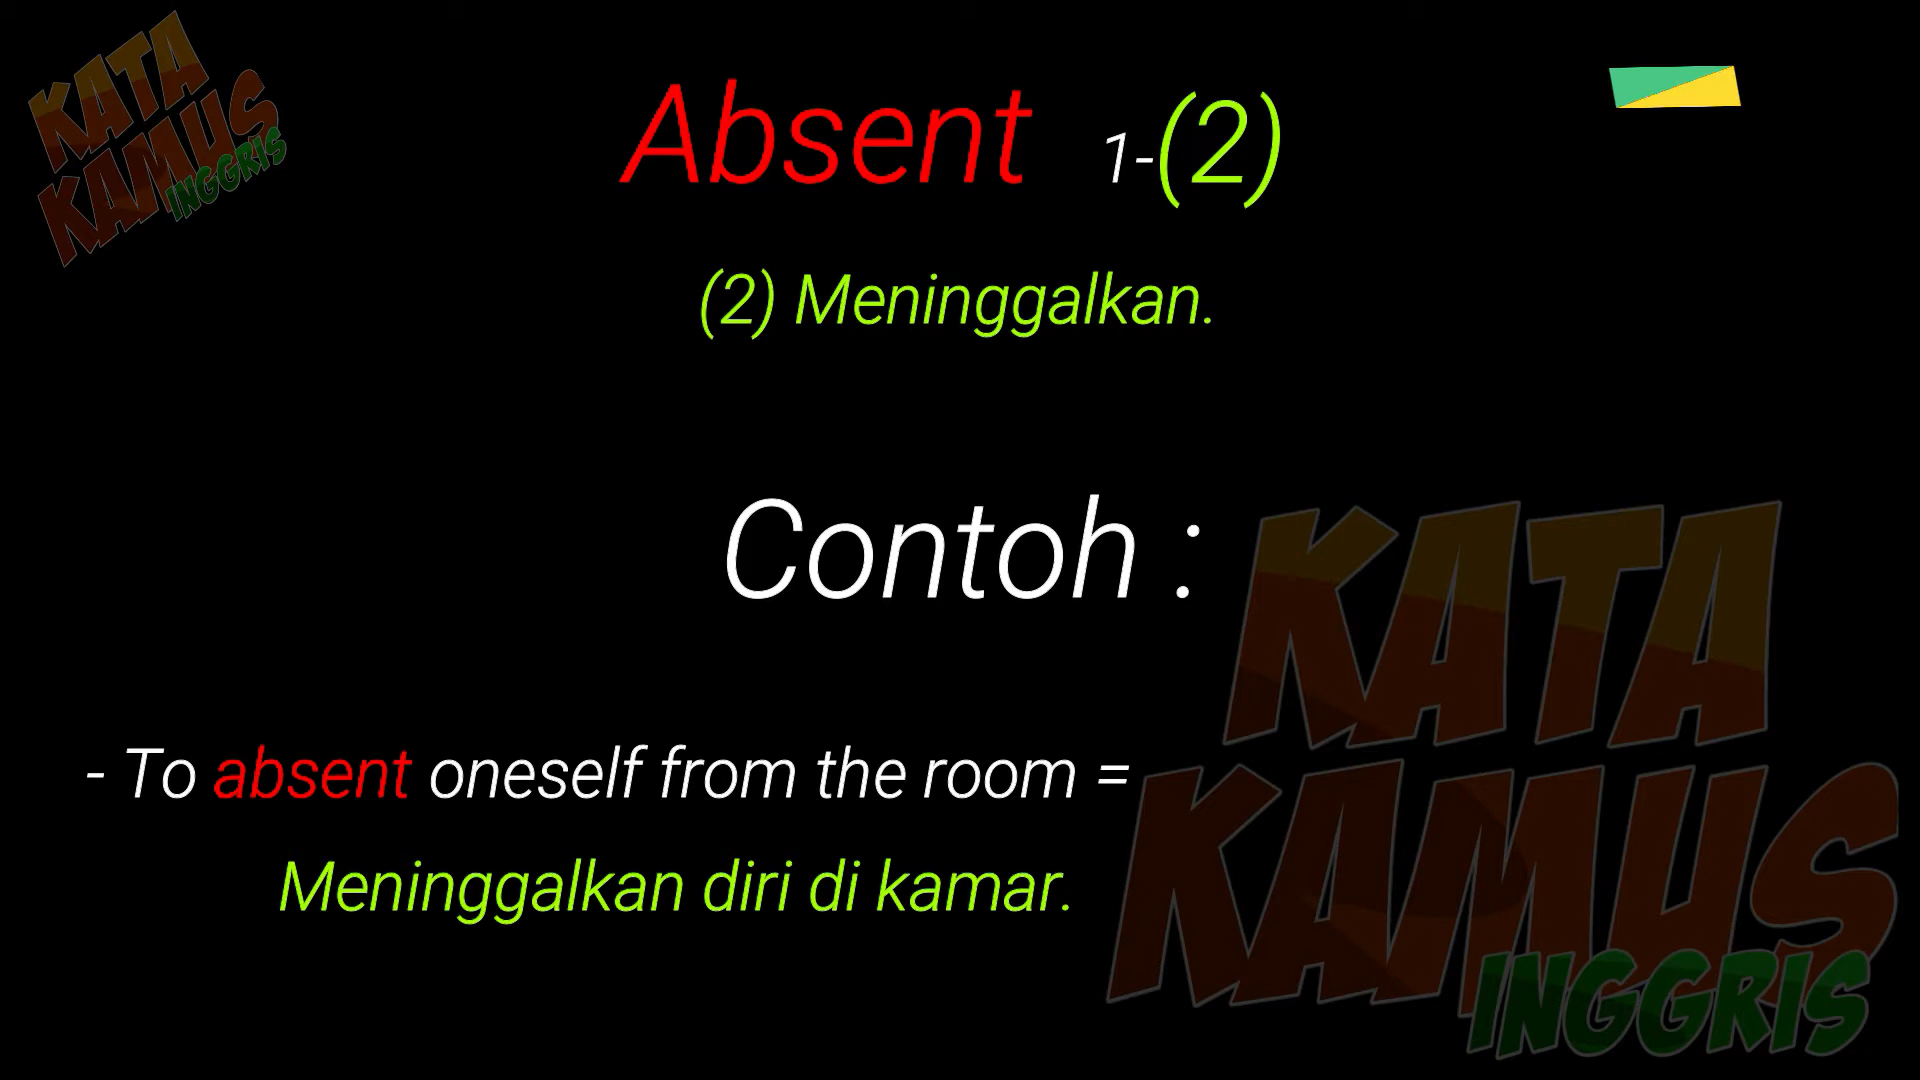 KATA
KAMUS
INGGRIS
Absent 1-(2)
(2) Meninggalkan.
Contoh :
- To absent oneself from the room =
Meninggalkan diri di kamar.
KATA
KAMUS
INGGRIS